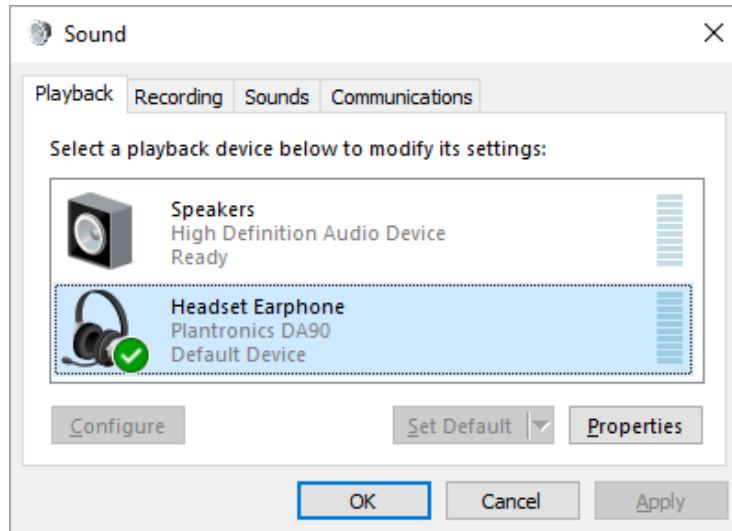 Sound
Playback Recording Sounds Communications
Select a playback device below to modify its settings:
Speakers
High Definition Audio Device
Ready
Headset Earphone
Plantronics DA90
Default Device
Configure Set Default Properties
OK Cancel Apply